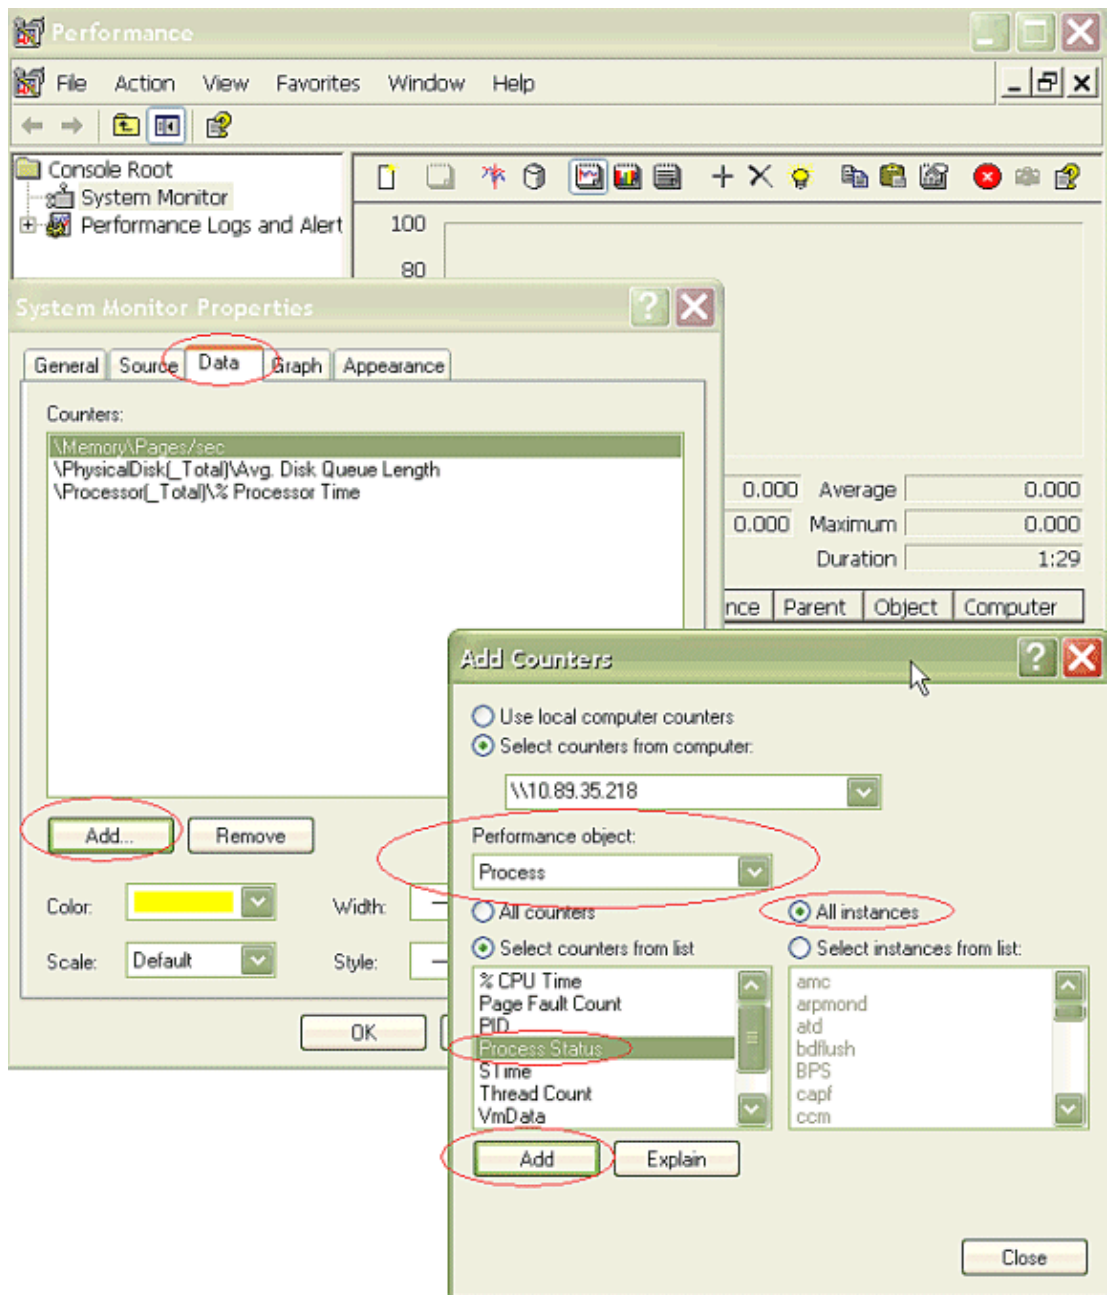 Performance
File Action View Favorites Window Help
Console Root
System Monitor
Performance Logs and Alert
100
80
System Monitor Properties
General Source Data Graph Appearance
Counters:
\Memory\Pages/sec
\PhysicalDisk(_Total)\Avg. Disk Queue Length
\Processor(_Total)\% Processor Time
0.000 Average 0.000
0.000 Maximum 0.000
Duration 1:29
nce Parent Object Computer
Add... Remove
Color: Width:
Scale: Default Style:
OK
Add Counters
Use local computer counters
Select counters from computer:
\\10.89.35.218
Performance object:
Process
All counters All instances
Select counters from list Select instances from list:
% CPU Time amc
Page Fault Count arpmond
PID atd
Process Status bdflush
STime BPS
Thread Count capf
VmData ccm
Add Explain
Close